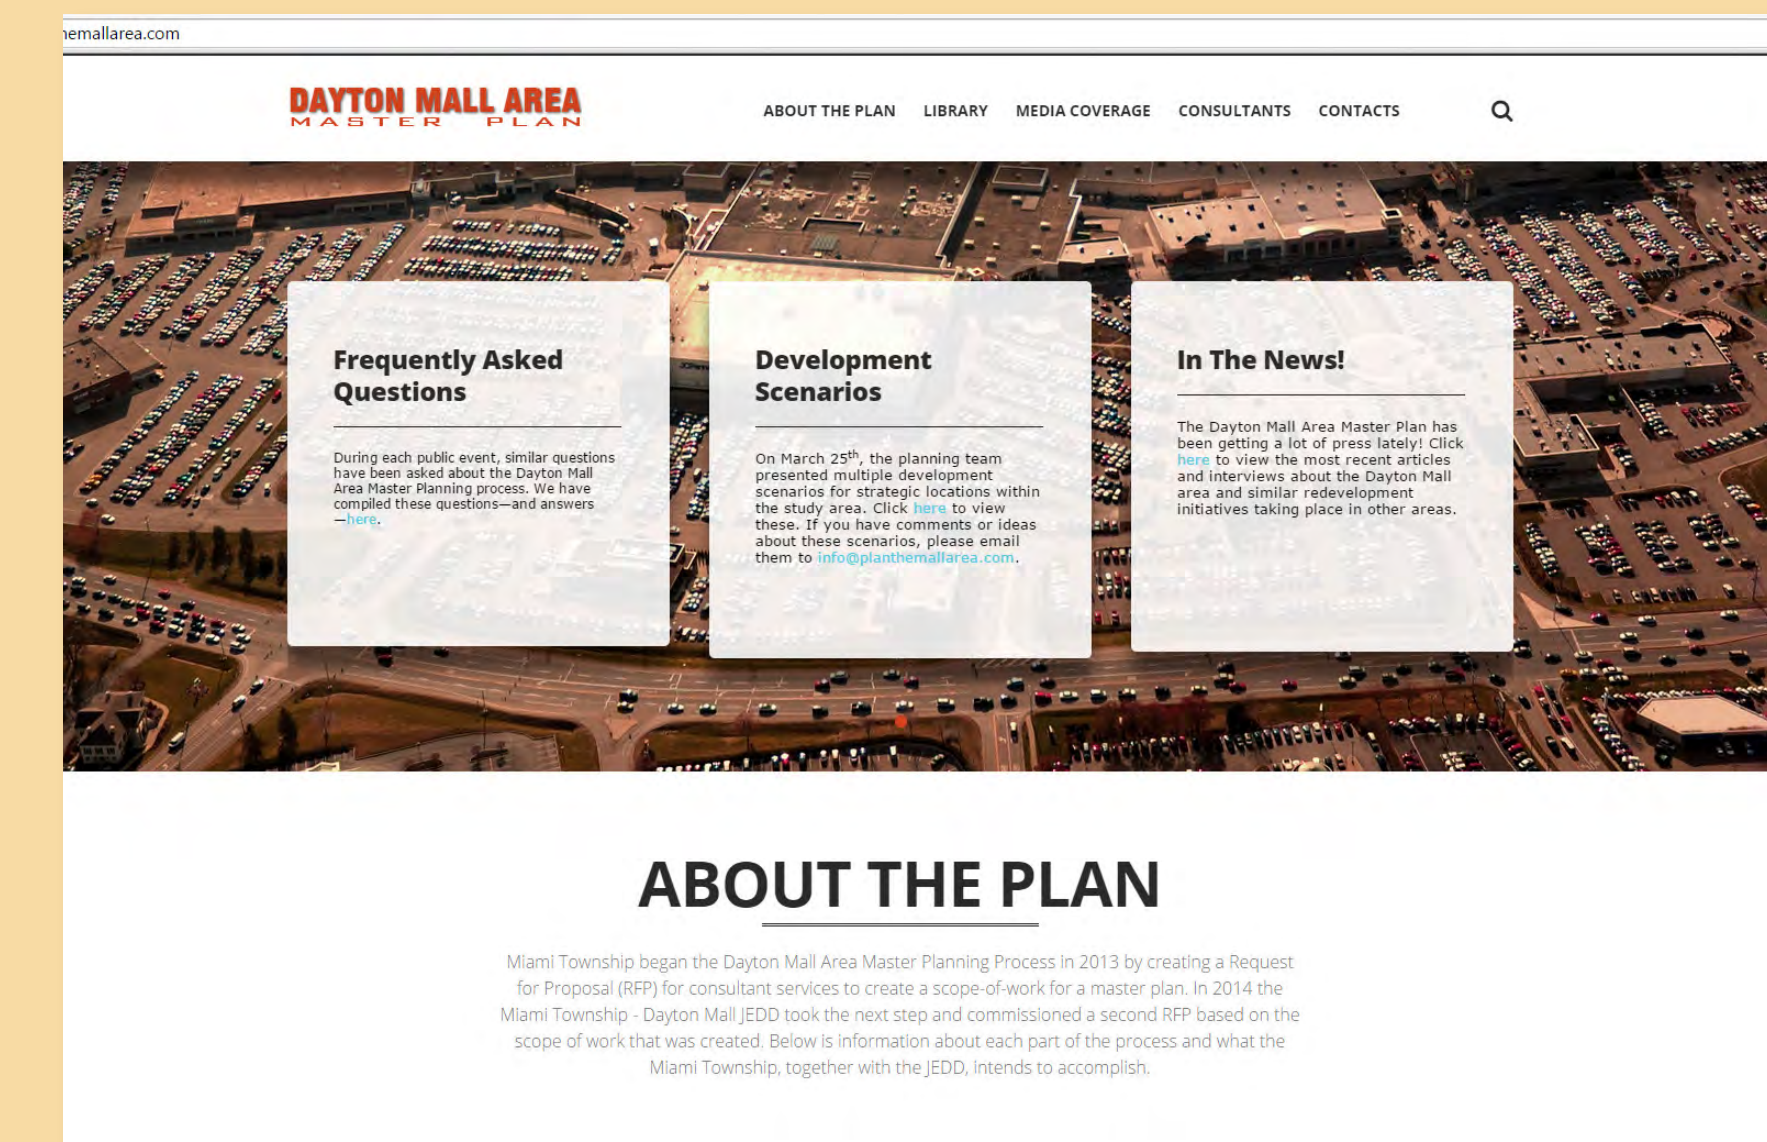 hemallarea.com
DAYTON MALL AREA
MASTER PLAN
ABOUT THE PLAN LIBRARY MEDIA COVERAGE CONSULTANTS CONTACTS
Frequently Asked
Questions
During each public event, similar questions
have been asked about the Dayton Mall
Area Master Planning process. We have
compiled these questions—and answers
—here.
Development
Scenarios
On March 25th, the planning team
presented multiple development
scenarios for strategic locations within
the study area. Click here to view
these. If you have comments or ideas
about these scenarios, please email
them to info@planthemallarea.com.
In The News!
The Dayton Mall Area Master Plan has
been getting a lot of press lately! Click
here to view the most recent articles
and interviews about the Dayton Mall
area and similar redevelopment
initiatives taking place in other areas.
ABOUT THE PLAN
Miami Township began the Dayton Mall Area Master Planning Process in 2013 by creating a Request
for Proposal (RFP) for consultant services to create a scope-of-work for a master plan. In 2014 the
Miami Township - Dayton Mall JEDD took the next step and commissioned a second RFP based on the
scope of work that was created. Below is information about each part of the process and what the
Miami Township, together with the JEDD, intends to accomplish.